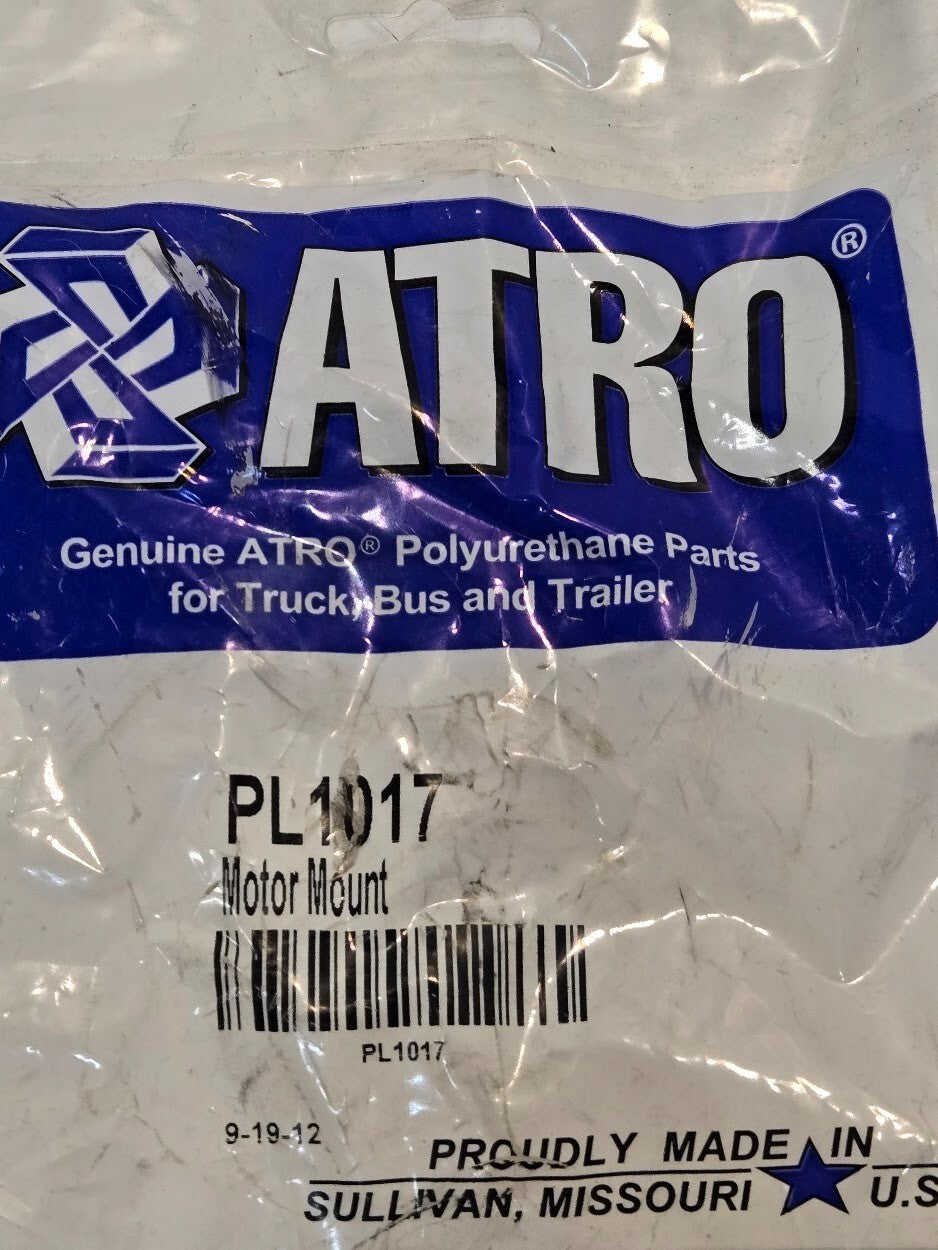 ATRO®
Genuine ATRO® Polyurethane Parts
for Truck, Bus and Trailer
PL1017
Motor Mount
PL1017
9-19-12
PROUDLY MADE IN
SULLIVAN, MISSOURI U.S